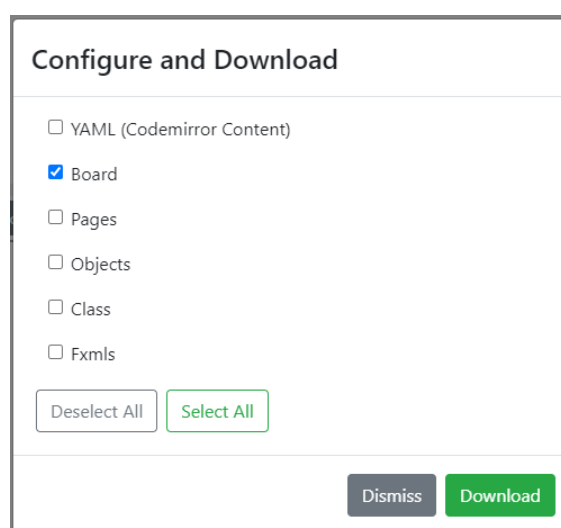 Configure and Download
YAML (Codemirror Content)
Board
Pages
Objects
Class
Fxmls
Deselect All Select All
Dismiss Download